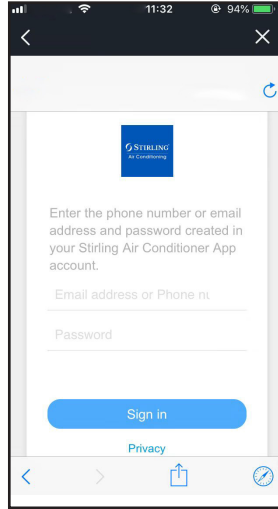 11:32
94%
STIRLING
Air Conditioning
Enter the phone number or email
address and password created in
your Stirling Air Conditioner App
account.
Email address or Phone nu
Password
Sign in
Privacy